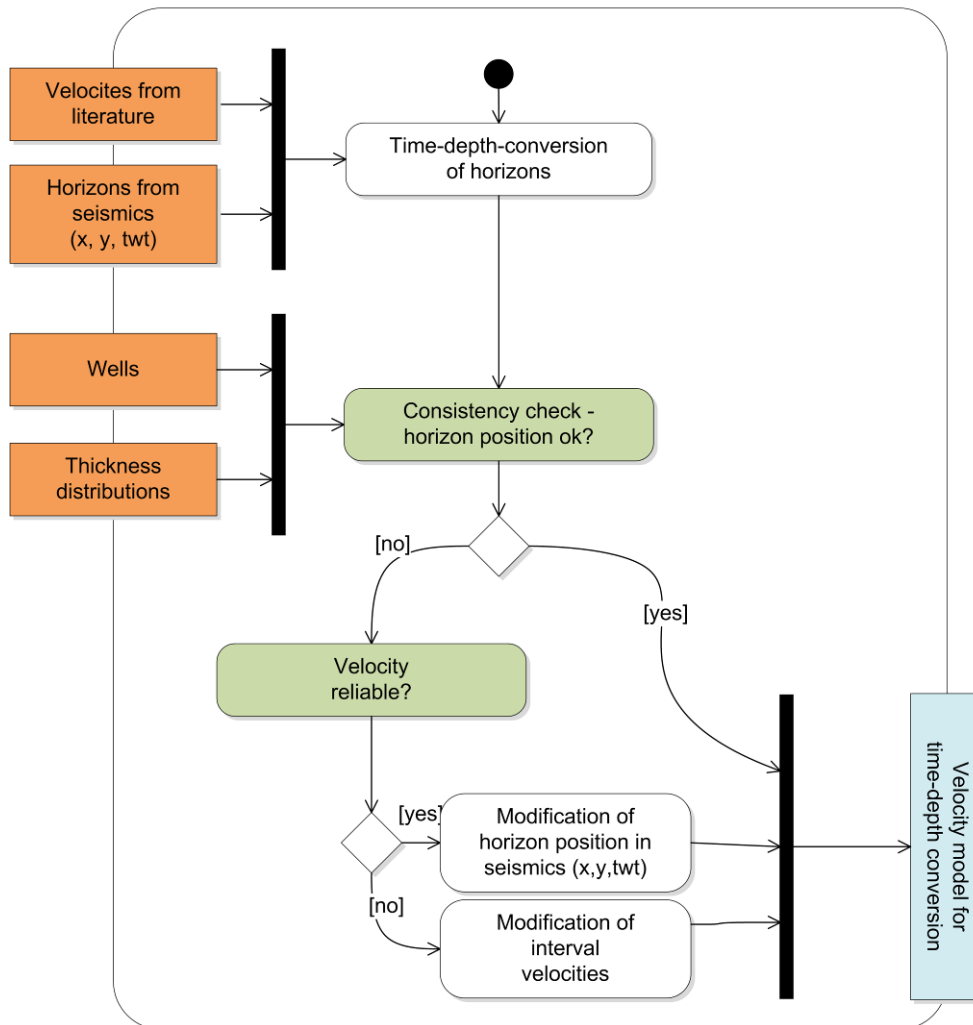 Velocites from
literature
Time-depth-conversion
of horizons
Horizons from
seismics
(x, y, twt)
Wells
Consistency check -
horizon position ok?
Thickness
distributions
[no]
[yes]
Velocity
reliable?
[yes]
Modification of
horizon position in
seismics (x,y,twt)
[no]
Modification of
interval
velocities
Velocity model for
time-depth conversion